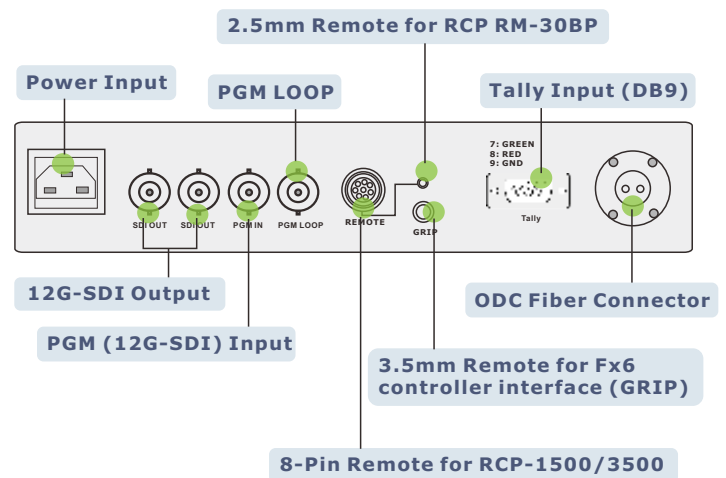 2.5mm Remote for RCP RM-30BP
Power Input
PGM LOOP
Tally Input (DB9)
7: GREEN
8: RED
9: GND
SDI OUT
SDI OUT
PGM IN
PGM LOOP
REMOTE
GRIP
Tally
12G-SDI Output
ODC Fiber Connector
PGM (12G-SDI) Input
3.5mm Remote for Fx6
controller interface (GRIP)
8-Pin Remote for RCP-1500/3500